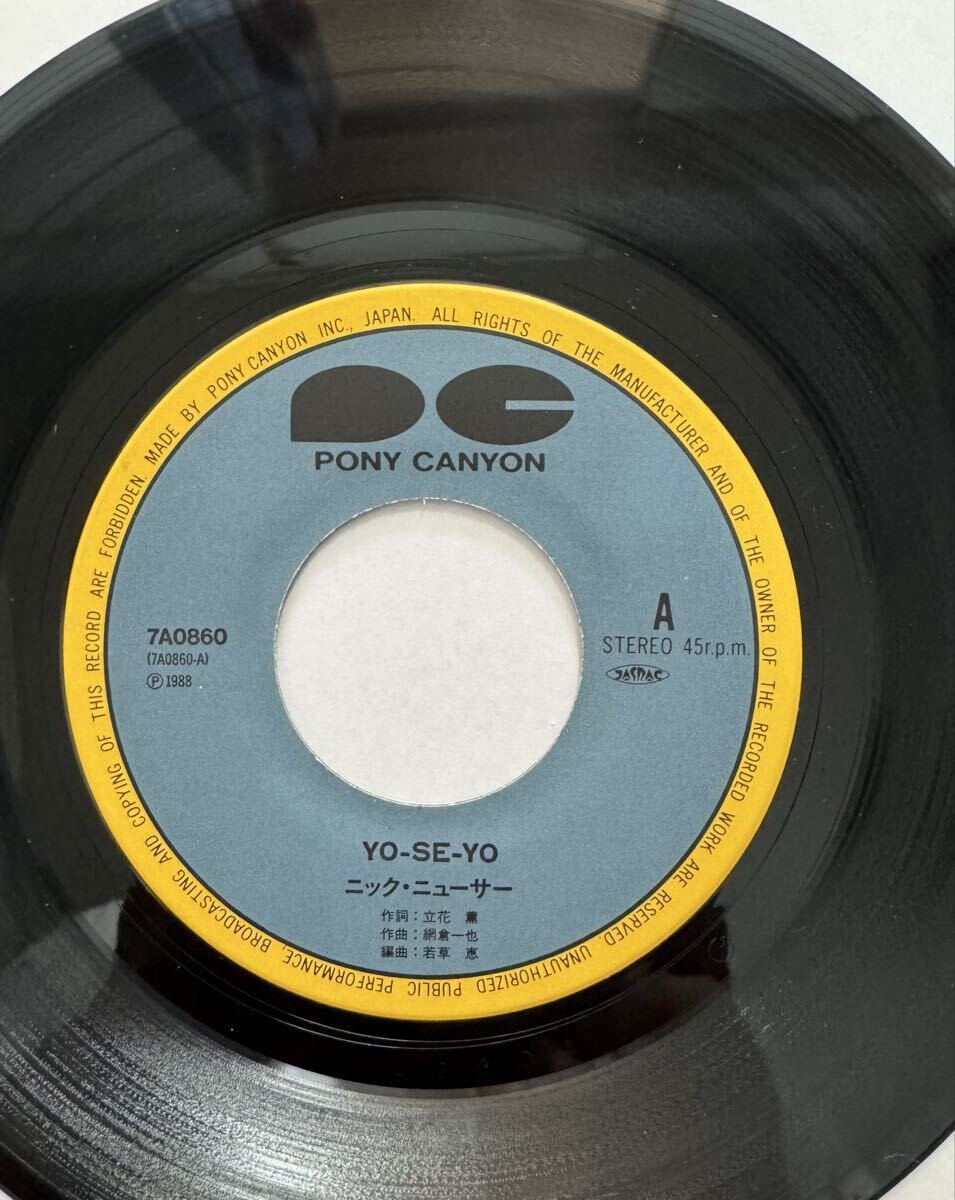 MADE BY PONY CANYON INC., JAPAN. ALL RIGHTS OF THE MANUFACTURER AND OF THE OWNER OF THE RECORDED WORK ARE RESERVED. UNAUTHORIZED PUBLIC PERFORMANCE, BROADCASTING AND COPYING OF THIS RECORD ARE FORBIDDEN.
PC
PONY CANYON
7A0860
(7A0860-A)
Ⓟ 1988
A
STEREO 45r.p.m.
JASRAC
YO-SE-YO
ニック・ニューサー
作詞：立花 薫
作曲：網倉一也
編曲：若草 恵